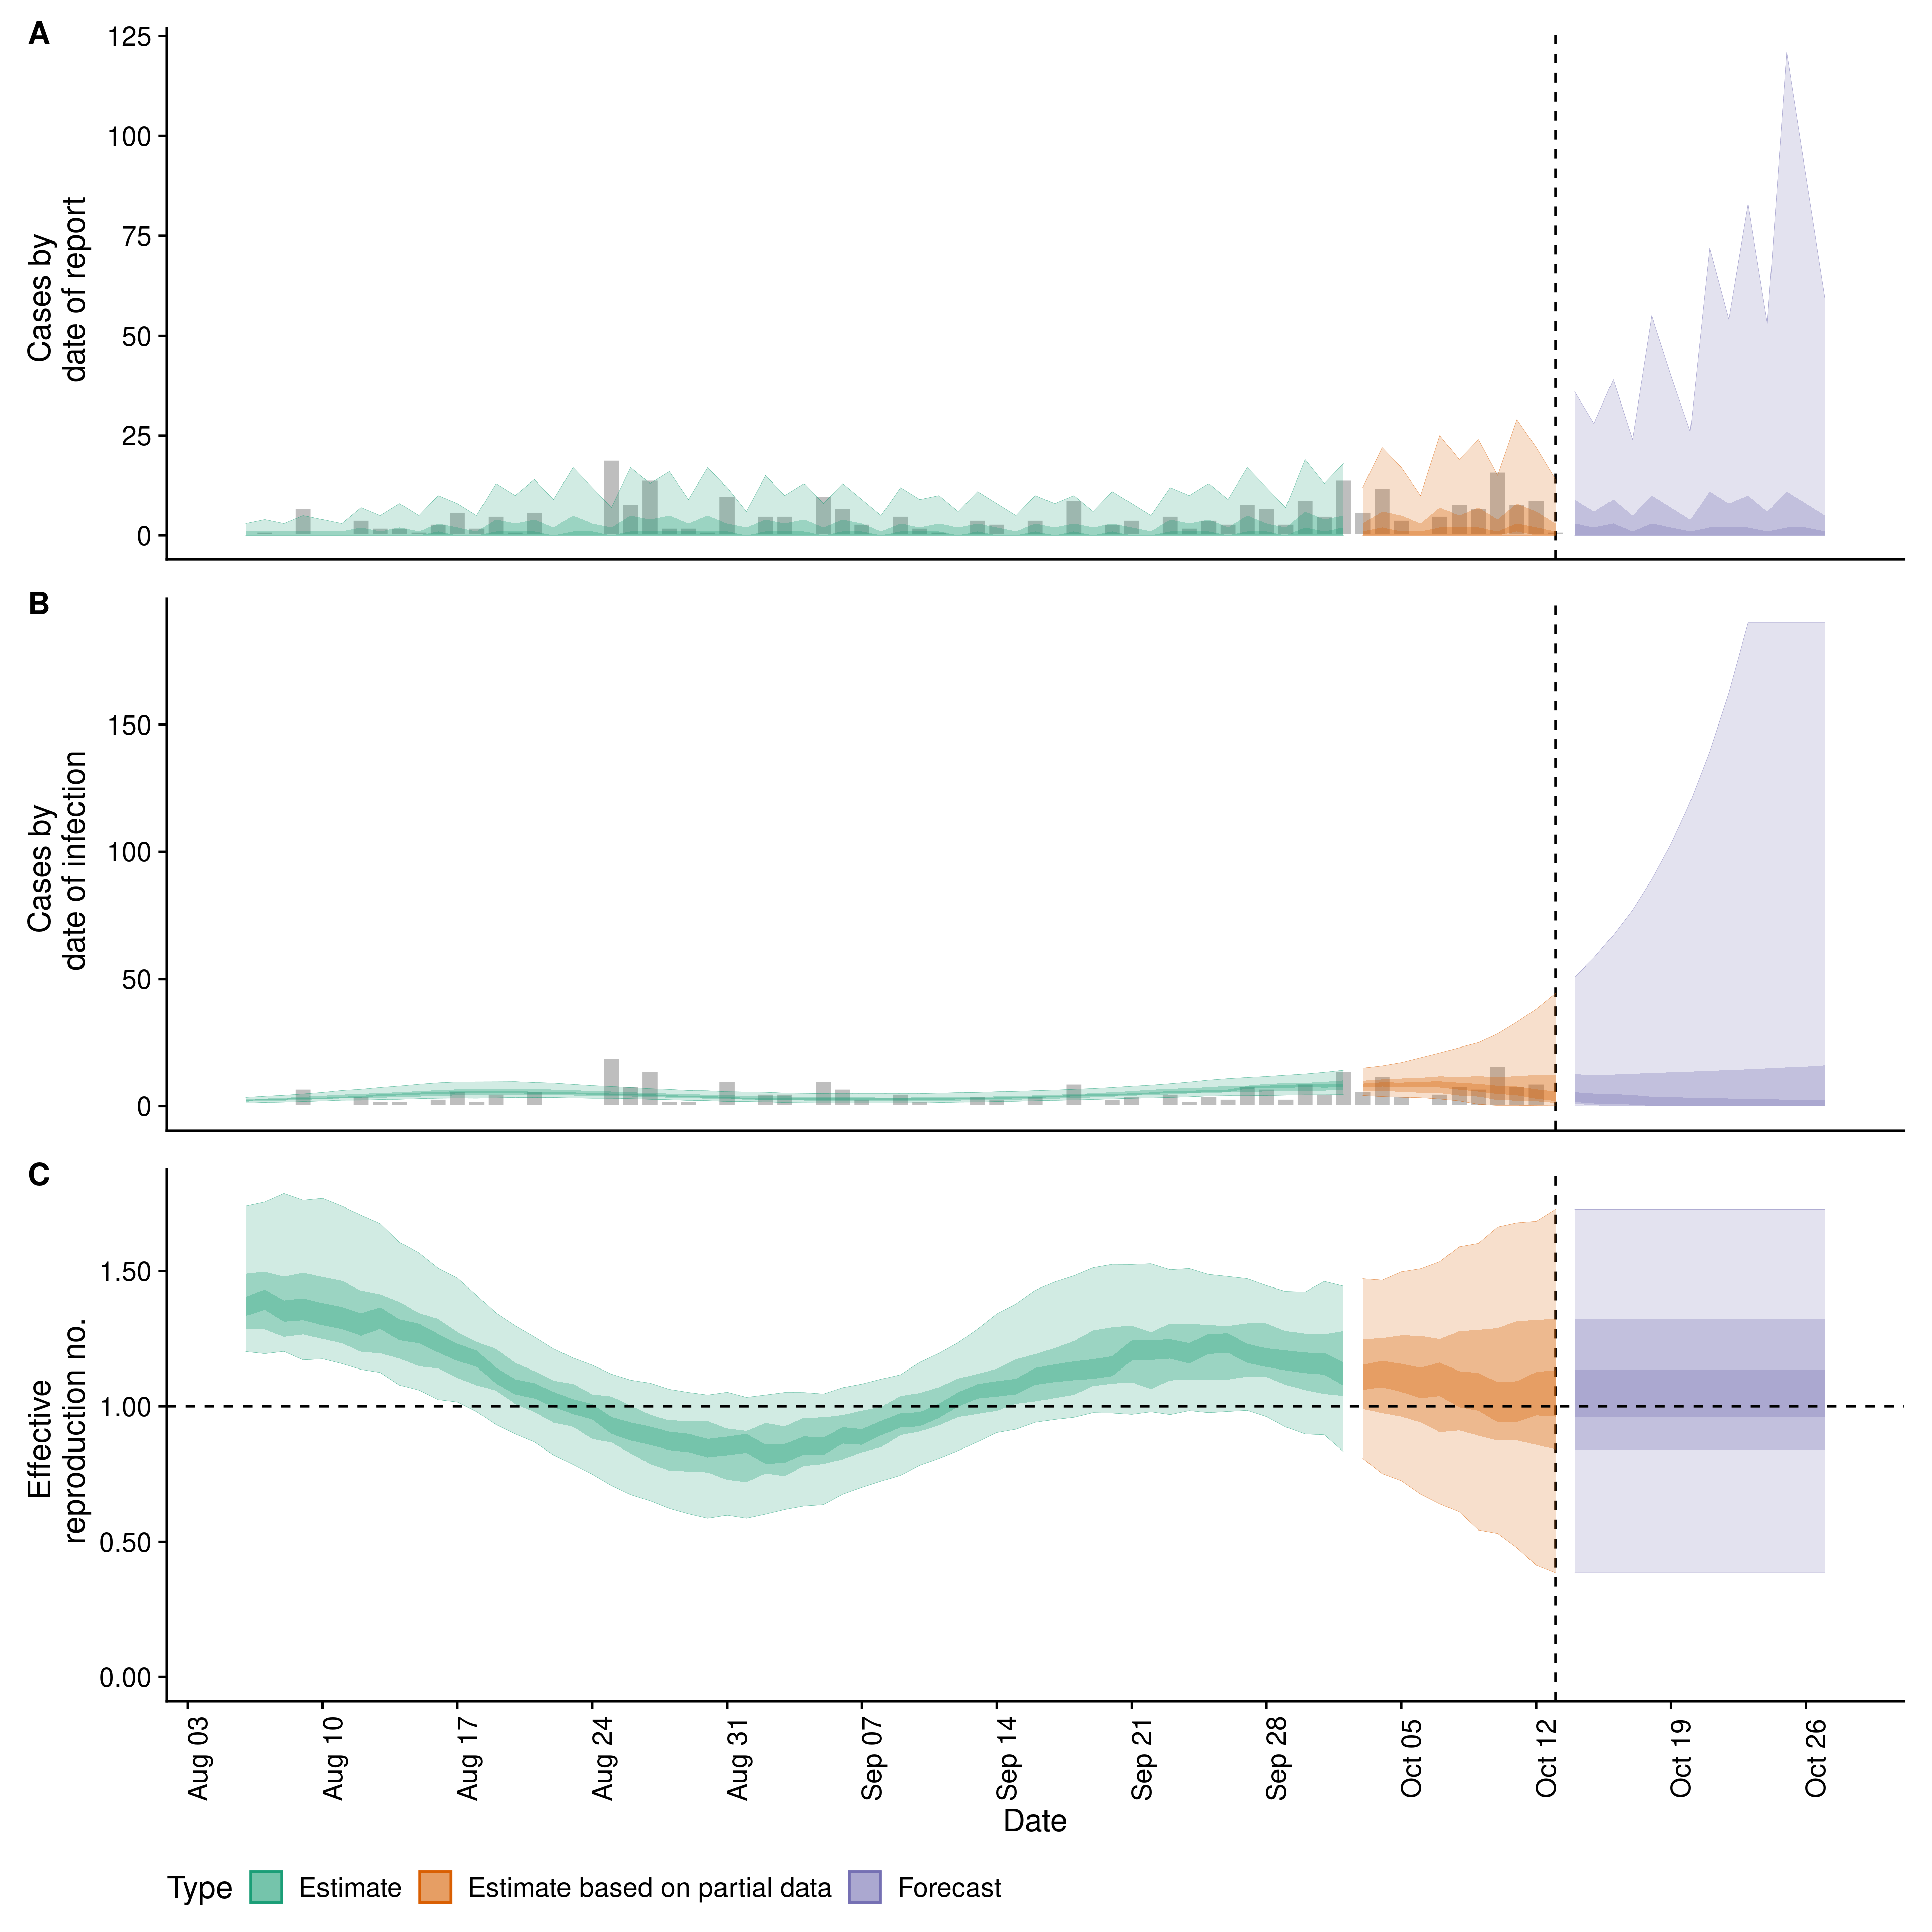 A
125
100
75
50
25
0
Cases by
date of report
B
150
100
50
0
Cases by
date of infection
C
1.50
1.00
0.50
0.00
Effective
reproduction no.
Aug 03
Aug 10
Aug 17
Aug 24
Aug 31
Sep 07
Sep 14
Sep 21
Sep 28
Oct 05
Oct 12
Oct 19
Oct 26
Date
Type Estimate Estimate based on partial data Forecast